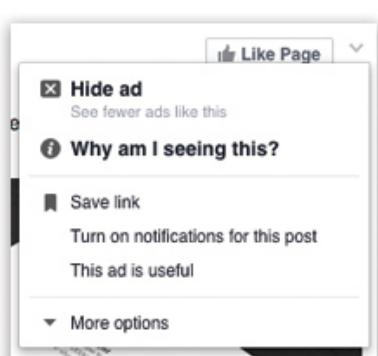 Like Page
Hide ad
See fewer ads like this
e
Why am I seeing this?
Save link
Turn on notifications for this post
This ad is useful
More options